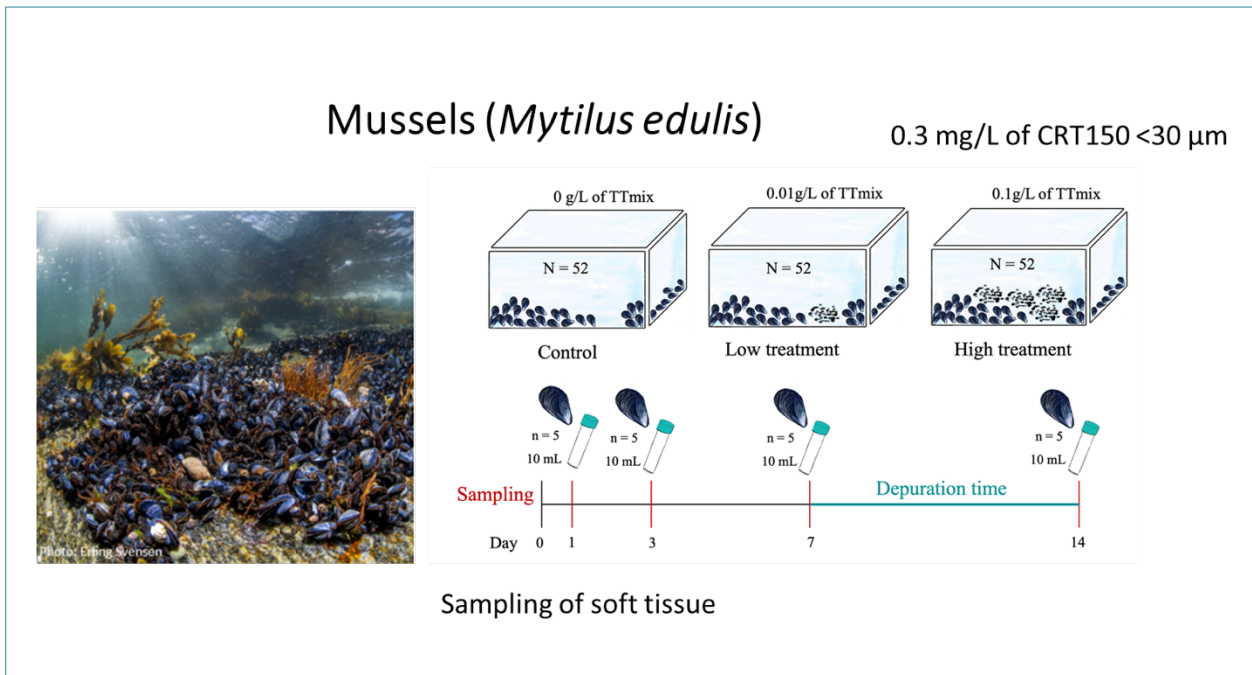 Mussels (Mytilus edulis)
0.3 mg/L of CRT150 <30 µm
0 g/L of TTmix
0.01g/L of TTmix
0.1g/L of TTmix
N = 52
N = 52
N = 52
Control
Low treatment
High treatment
n = 5
n = 5
n = 5
n = 5
10 mL
10 mL
10 mL
10 mL
Sampling
Depuration time
Day 0 1 3 7 14
Photo: Erling Svensen
Sampling of soft tissue